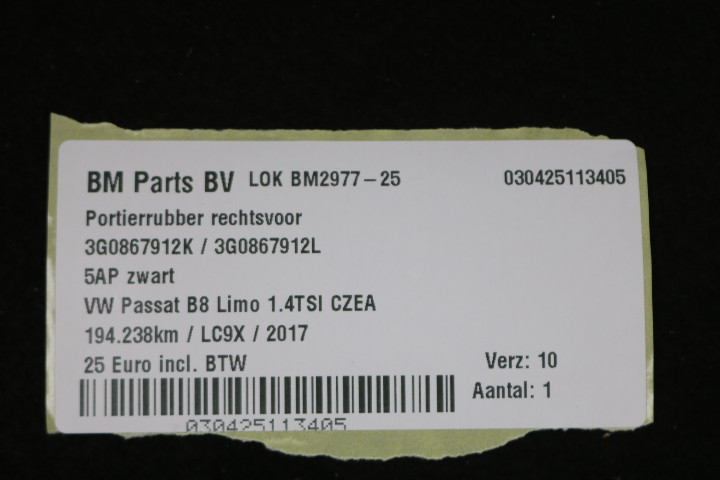 BM Parts BV LOK BM2977-25 030425113405
Portierrubber rechtsvoor
3G0867912K / 3G0867912L
5AP zwart
VW Passat B8 Limo 1.4TSI CZEA
194.238km / LC9X / 2017
25 Euro incl. BTW Verz: 10
Aantal: 1
030425113405